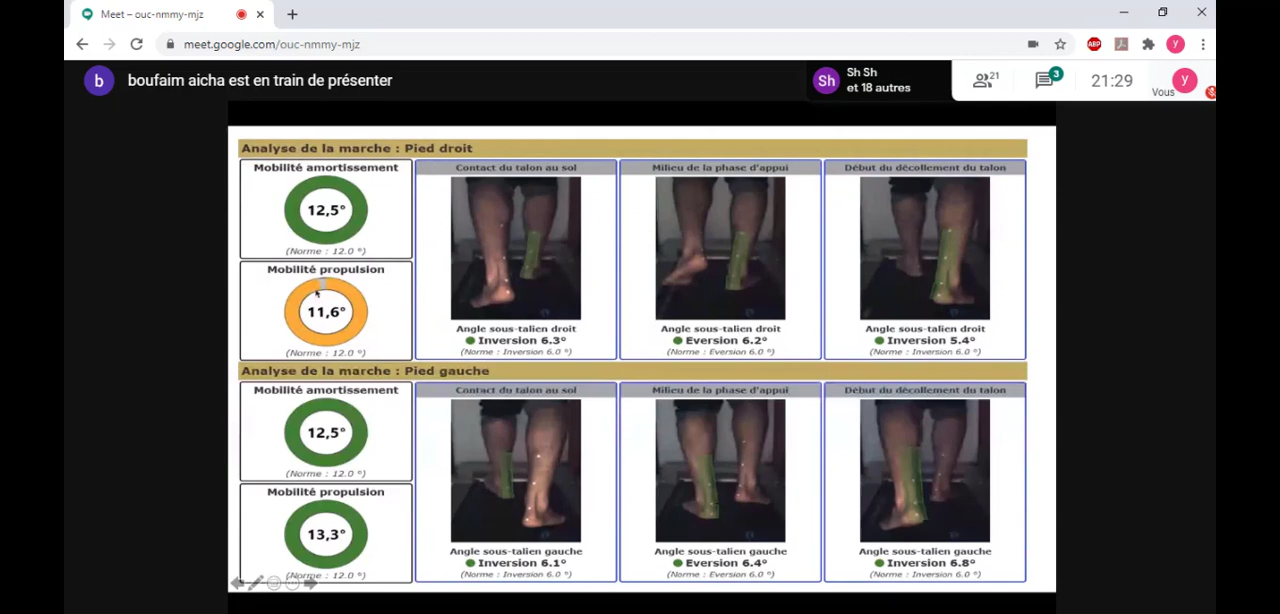 Meet – ouc-nmmy-mjz
meet.google.com/ouc-nmmy-mjz
ABP
y
b
boufaim aicha est en train de présenter
Sh
Sh Sh
et 18 autres
21
3
21:29
Vous
y
Analyse de la marche : Pied droit
Mobilité amortissement
12,5°
(Norme : 12.0 °)
Mobilité propulsion
11,6°
(Norme : 12.0 °)
Contact du talon au sol
Angle sous-talien droit
Inversion 6.3°
(Norme : Inversion 6.0 °)
Milieu de la phase d'appui
Angle sous-talien droit
Eversion 6.2°
(Norme : Eversion 6.0 °)
Début du décollement du talon
Angle sous-talien droit
Inversion 5.4°
(Norme : Inversion 6.0 °)
Analyse de la marche : Pied gauche
Mobilité amortissement
12,5°
(Norme : 12.0 °)
Mobilité propulsion
13,3°
(Norme : 12.0 °)
Contact du talon au sol
Angle sous-talien gauche
Inversion 6.1°
(Norme : Inversion 6.0 °)
Milieu de la phase d'appui
Angle sous-talien gauche
Eversion 6.4°
(Norme : Eversion 6.0 °)
Début du décollement du talon
Angle sous-talien gauche
Inversion 6.8°
(Norme : Inversion 6.0 °)